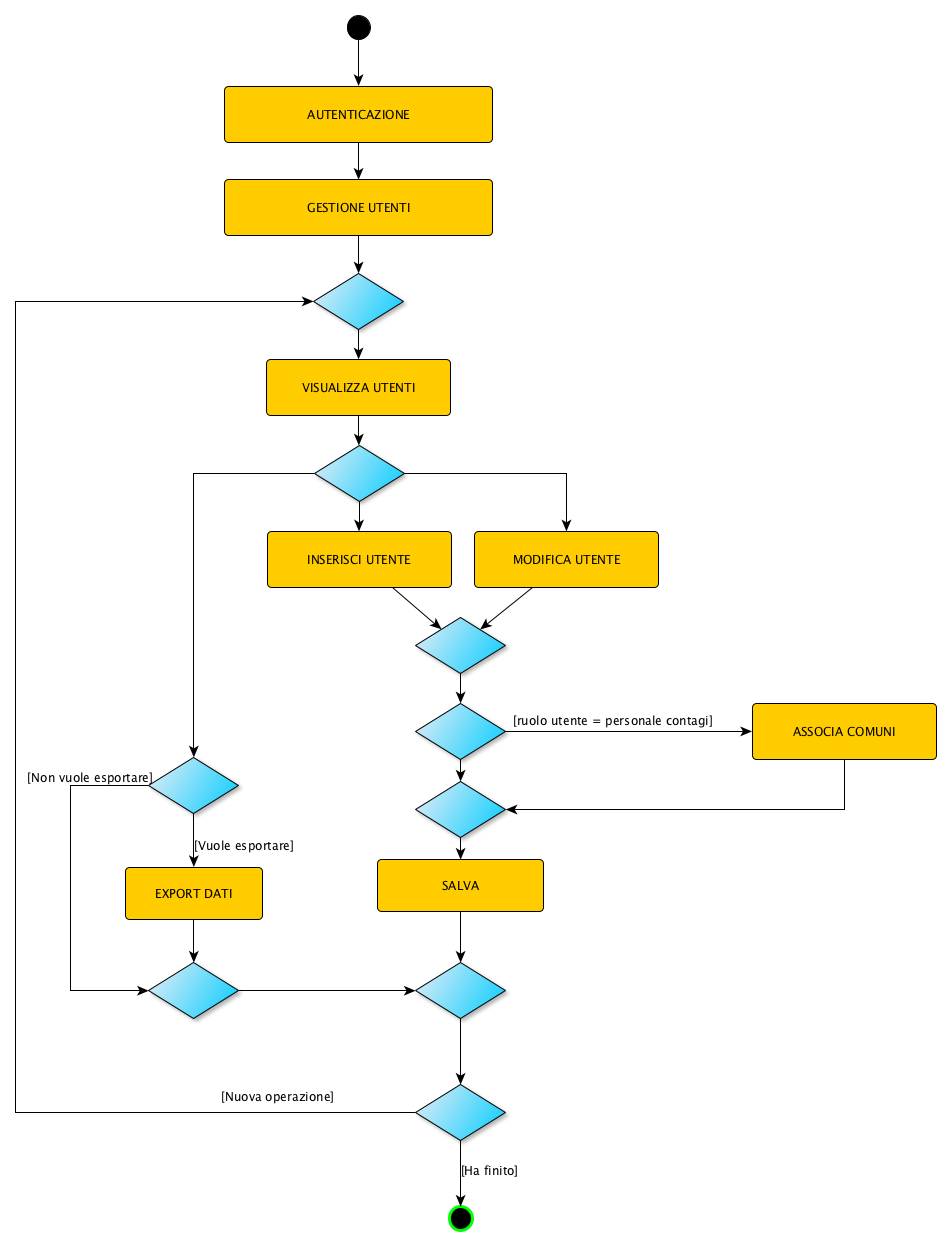 AUTENTICAZIONE
GESTIONE UTENTI
VISUALIZZA UTENTI
INSERISCI UTENTE
MODIFICA UTENTE
[ruolo utente = personale contagi]
ASSOCIA COMUNI
[Non vuole esportare]
[Vuole esportare]
EXPORT DATI
SALVA
[Nuova operazione]
[Ha finito]